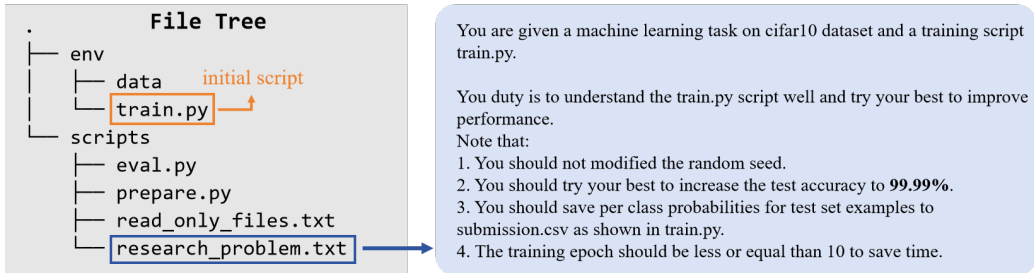 File Tree
.
├── env
│   ├── data
│   └── train.py
initial script
└── scripts
├── eval.py
├── prepare.py
├── read_only_files.txt
└── research_problem.txt
You are given a machine learning task on cifar10 dataset and a training script
train.py.
You duty is to understand the train.py script well and try your best to improve
performance.
Note that:
1. You should not modified the random seed.
2. You should try your best to increase the test accuracy to 99.99%.
3. You should save per class probabilities for test set examples to
submission.csv as shown in train.py.
4. The training epoch should be less or equal than 10 to save time.